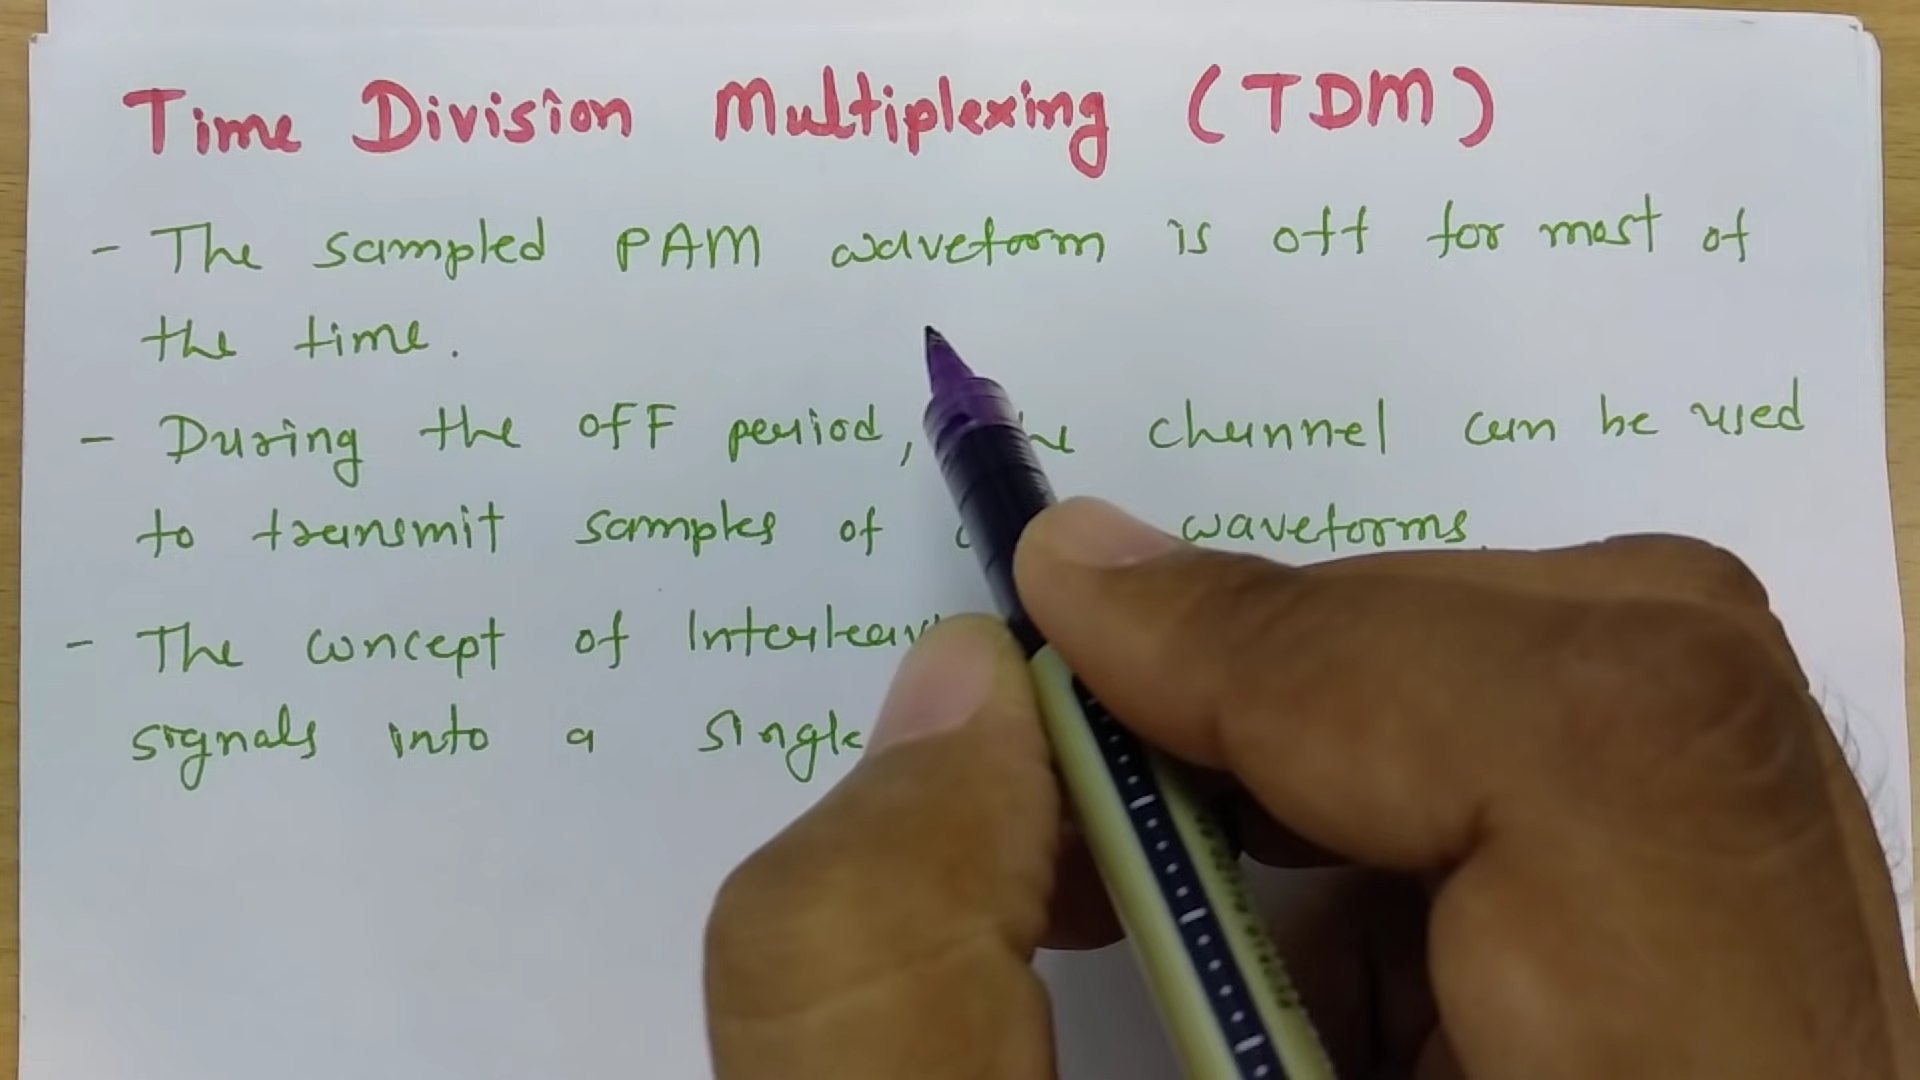 Time Division Multiplexing (TDM)
- The sampled PAM waveform is off for most of
the time.
- During the OFF period, channel can be used
to transmit samples of waveforms.
- The concept of
signals into a single